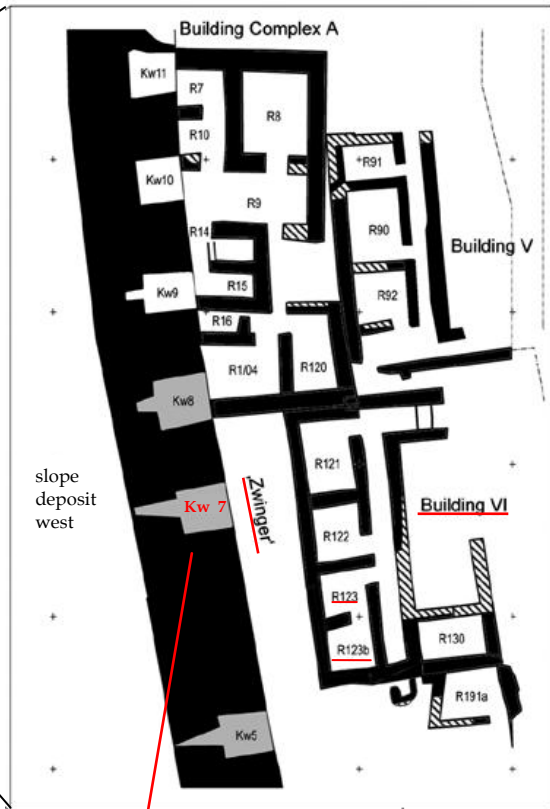 Building Complex A
Kw11
R7
R8
R10
R91
Kw10
R9
R90
R14
Building V
Kw9
R15
R92
R16
R1/04
R120
Kw8
slope
deposit
west
R121
'Zwinger'
Kw 7
Building VI
R122
R123
R123b
R130
R191a
Kw5